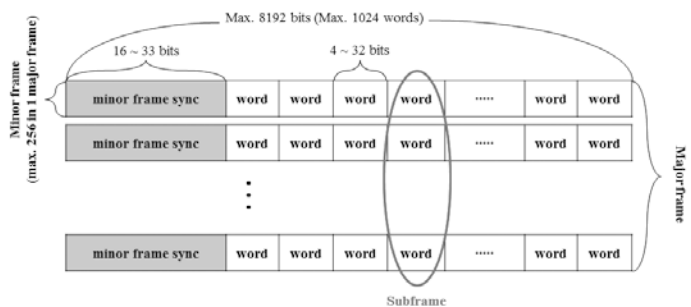 Max. 8192 bits (Max. 1024 words)
16 ~ 33 bits
4 ~ 32 bits
Minor frame
(max. 256 in 1 major frame)
minor frame sync word word word word ..... word word
minor frame sync word word word word ..... word word
minor frame sync word word word word ..... word word
Major frame
Subframe